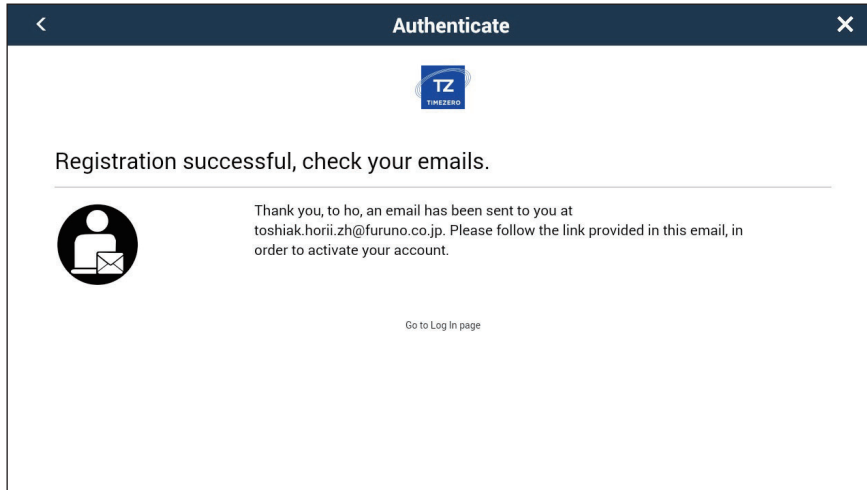 Authenticate
TZ
TIMEZERO
Registration successful, check your emails.
Thank you, to ho, an email has been sent to you at
toshiak.horii.zh@furuno.co.jp. Please follow the link provided in this email, in
order to activate your account.
Go to Log In page